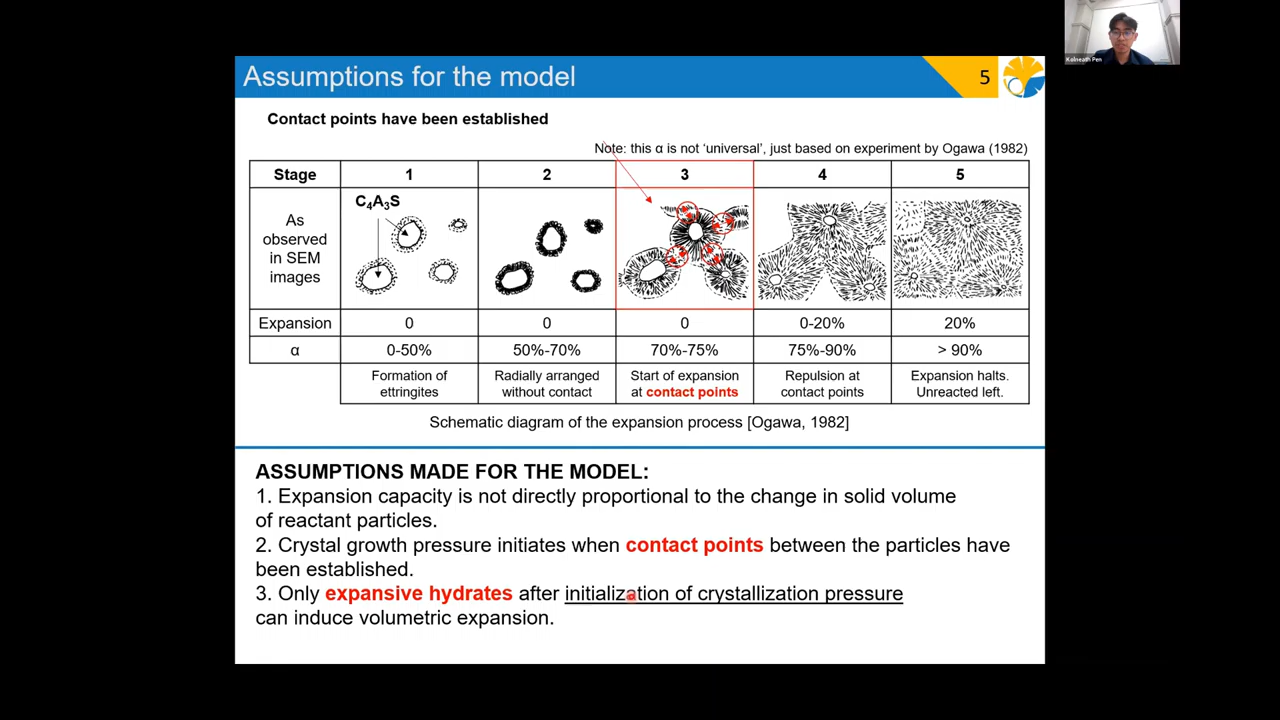 Assumptions for the model
5
Kolneath Pen
Contact points have been established
Note: this α is not 'universal', just based on experiment by Ogawa (1982)
Stage 1 2 3 4 5
As observed in SEM images
C4A3S
Expansion 0 0 0 0-20% 20%
α 0-50% 50%-70% 70%-75% 75%-90% > 90%
Formation of ettringites
Radially arranged without contact
Start of expansion at contact points
Repulsion at contact points
Expansion halts. Unreacted left.
Schematic diagram of the expansion process [Ogawa, 1982]
ASSUMPTIONS MADE FOR THE MODEL:
1. Expansion capacity is not directly proportional to the change in solid volume
of reactant particles.
2. Crystal growth pressure initiates when contact points between the particles have
been established.
3. Only expansive hydrates after initialization of crystallization pressure
can induce volumetric expansion.